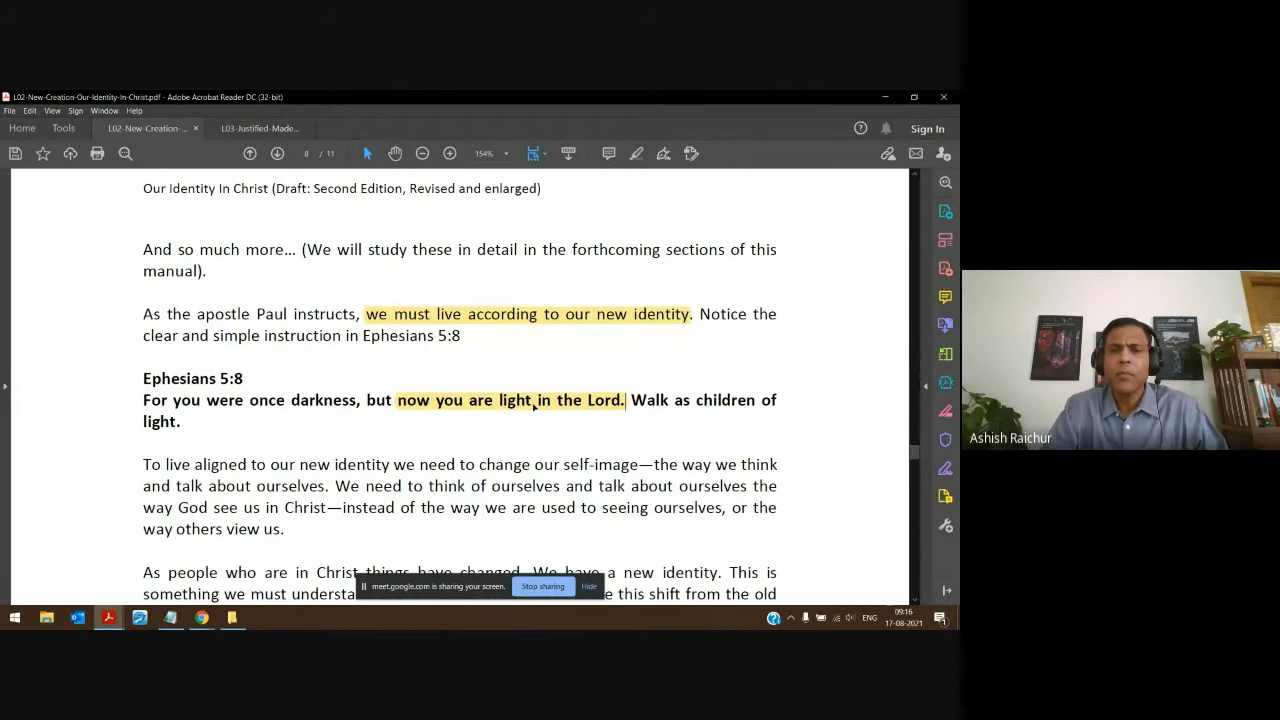 L02-New-Creation-Our-Identity-In-Christ.pdf - Adobe Acrobat Reader DC (32-bit)
File Edit View Sign Window Help
Home Tools L02-New-Creation-... × L03-Justified-Made... Sign In
8 / 11 154%
Our Identity In Christ (Draft: Second Edition, Revised and enlarged)
And so much more... (We will study these in detail in the forthcoming sections of this
manual).
As the apostle Paul instructs, we must live according to our new identity. Notice the
clear and simple instruction in Ephesians 5:8
Ephesians 5:8
For you were once darkness, but now you are light in the Lord. Walk as children of
light.
To live aligned to our new identity we need to change our self-image—the way we think
and talk about ourselves. We need to think of ourselves and talk about ourselves the
way God see us in Christ—instead of the way we are used to seeing ourselves, or the
way others view us.
As people who are in Christ things have changed. We have a new identity. This is
something we must understa
e this shift from the old
meet.google.com is sharing your screen. Stop sharing Hide
ENG
09:16
17-08-2021
Ashish Raichur